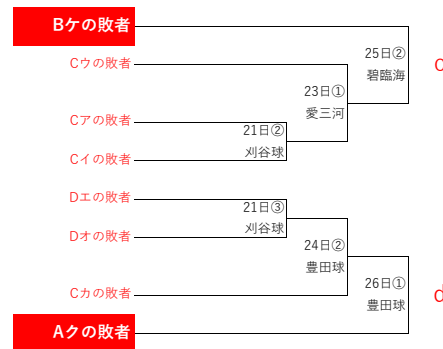 Bケの敗者
25日②
碧臨海
c
Cウの敗者
23日①
愛三河
Cアの敗者
21日②
刈谷球
Cイの敗者
Dエの敗者
21日③
刈谷球
Dオの敗者
24日②
豊田球
Cカの敗者
26日①
豊田球
d
Aクの敗者